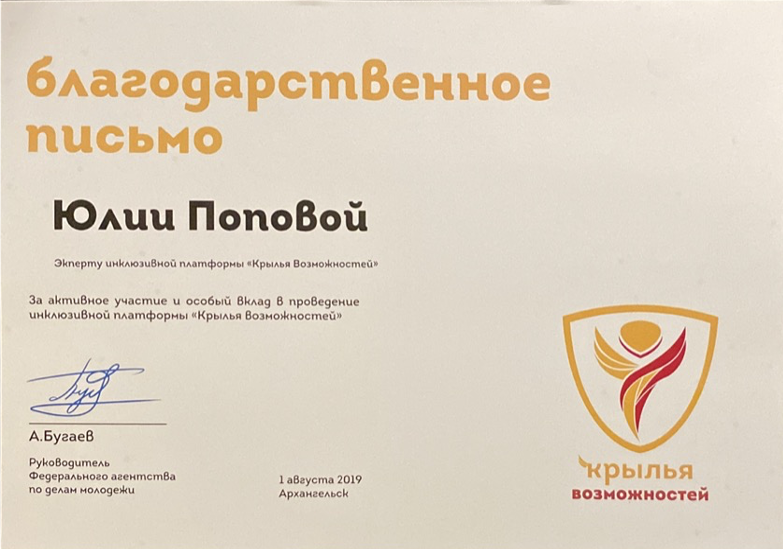 благодарственное
письмо
Юлии Поповой
Экперту инклюзивной платформы «Крылья Возможностей»
За активное участие и особый вклад в проведение
инклюзивной платформы «Крылья возможностей»
А.Бугаев
Руководитель
Федерального агентства
по делам молодежи
1 августа 2019
Архангельск
крылья
возможностей